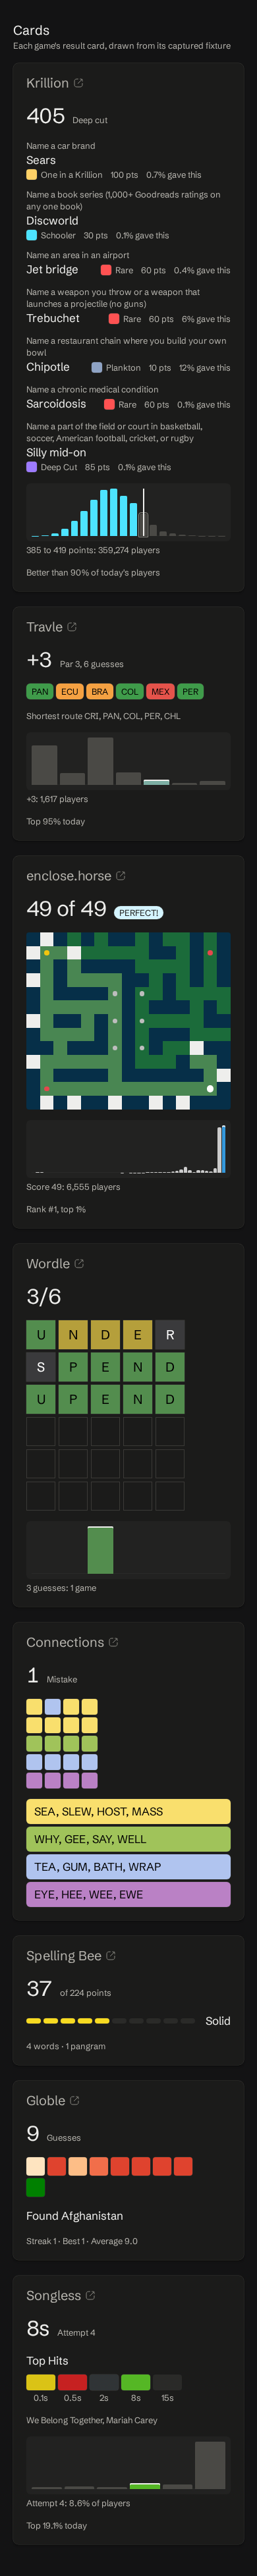 Cards
Each game's result card, drawn from its captured fixture
Krillion
405 Deep cut
Name a car brand
Sears
One in a Krillion 100 pts 0.7% gave this
Name a book series (1,000+ Goodreads ratings on
any one book)
Discworld
Schooler 30 pts 0.1% gave this
Name an area in an airport
Jet bridge Rare 60 pts 0.4% gave this
Name a weapon you throw or a weapon that
launches a projectile (no guns)
Trebuchet Rare 60 pts 6% gave this
Name a restaurant chain where you build your own
bowl
Chipotle Plankton 10 pts 12% gave this
Name a chronic medical condition
Sarcoidosis Rare 60 pts 0.1% gave this
Name a part of the field or court in basketball,
soccer, American football, cricket, or rugby
Silly mid-on
Deep Cut 85 pts 0.1% gave this
385 to 419 points: 359,274 players
Better than 90% of today's players
Travle
+3 Par 3, 6 guesses
PAN ECU BRA COL MEX PER
Shortest route CRI, PAN, COL, PER, CHL
+3: 1,617 players
Top 95% today
enclose.horse
49 of 49 PERFECT!
Score 49: 6,555 players
Rank #1, top 1%
Wordle
3/6
U N D E R
S P E N D
U P E N D
3 guesses: 1 game
Connections
1 Mistake
SEA, SLEW, HOST, MASS
WHY, GEE, SAY, WELL
TEA, GUM, BATH, WRAP
EYE, HEE, WEE, EWE
Spelling Bee
37 of 224 points
Solid
4 words · 1 pangram
Globle
9 Guesses
Found Afghanistan
Streak 1 · Best 1 · Average 9.0
Songless
8s Attempt 4
Top Hits
0.1s 0.5s 2s 8s 15s
We Belong Together, Mariah Carey
Attempt 4: 8.6% of players
Top 19.1% today